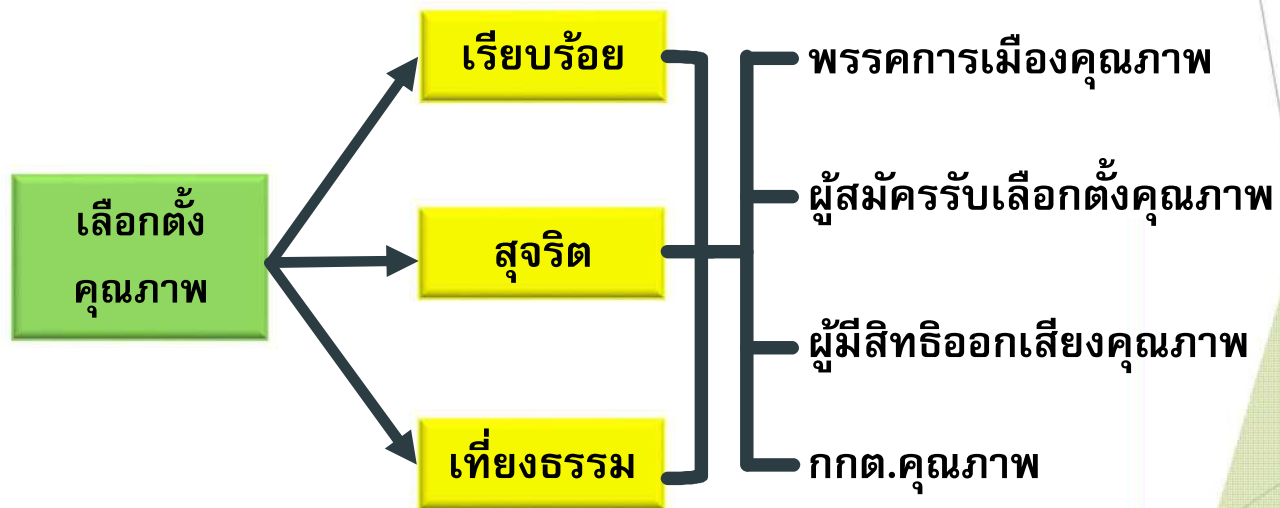 เลือกตั้ง
คุณภาพ
เรียบร้อย
สุจริต
เที่ยงธรรม
พรรคการเมืองคุณภาพ
ผู้สมัครรับเลือกตั้งคุณภาพ
ผู้มีสิทธิออกเสียงคุณภาพ
กกต.คุณภาพ